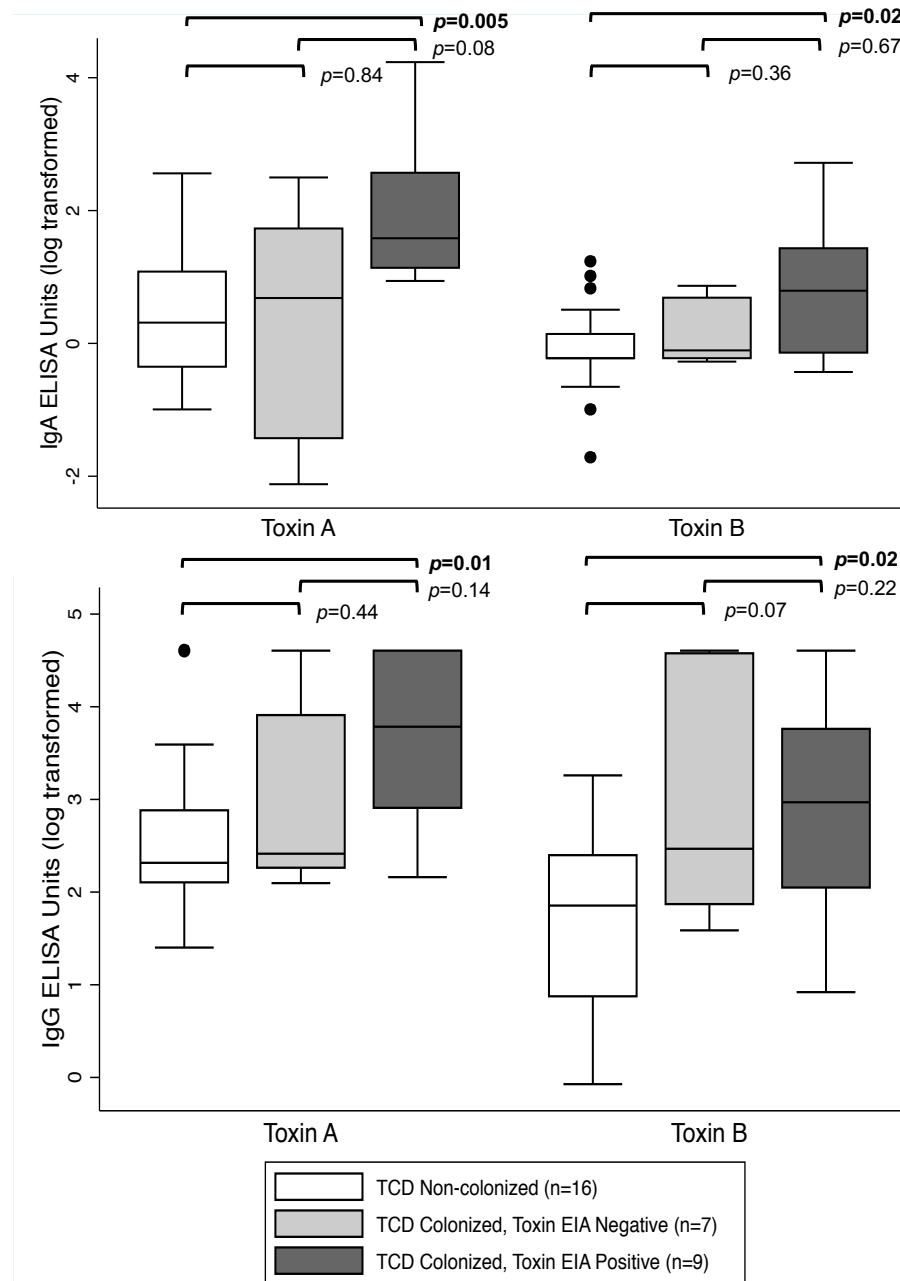 p=0.005
p=0.08
p=0.84
p=0.02
p=0.67
p=0.36
IgA ELISA Units (log transformed)
4
2
0
-2
Toxin A
Toxin B
p=0.01
p=0.14
p=0.44
p=0.02
p=0.22
p=0.07
IgG ELISA Units (log transformed)
5
4
3
2
1
0
Toxin A
Toxin B
TCD Non-colonized (n=16)
TCD Colonized, Toxin EIA Negative (n=7)
TCD Colonized, Toxin EIA Positive (n=9)